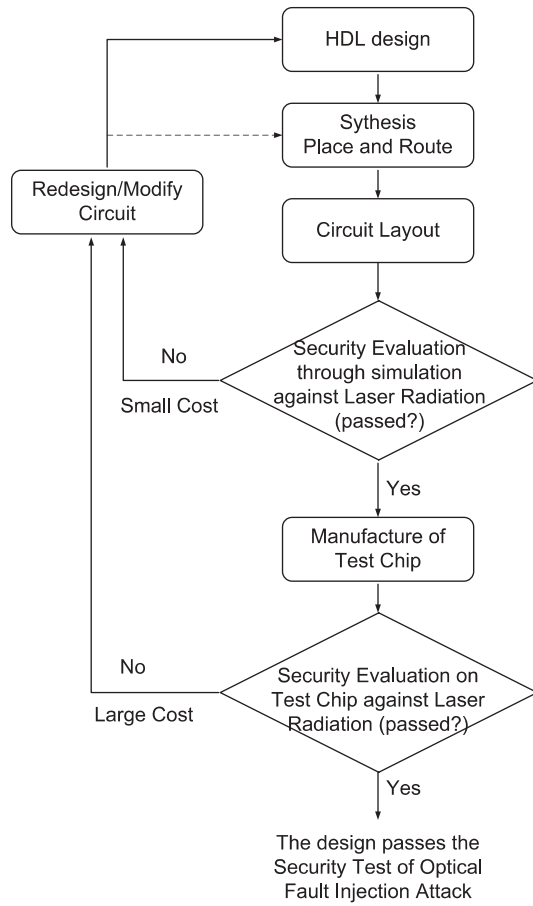 HDL design
Sythesis
Place and Route
Redesign/Modify
Circuit
Circuit Layout
Security Evaluation
through simulation
against Laser Radiation
(passed?)
No
Small Cost
Yes
Manufacture of
Test Chip
Security Evaluation on
Test Chip against Laser
Radiation (passed?)
No
Large Cost
Yes
The design passes the
Security Test of Optical
Fault Injection Attack